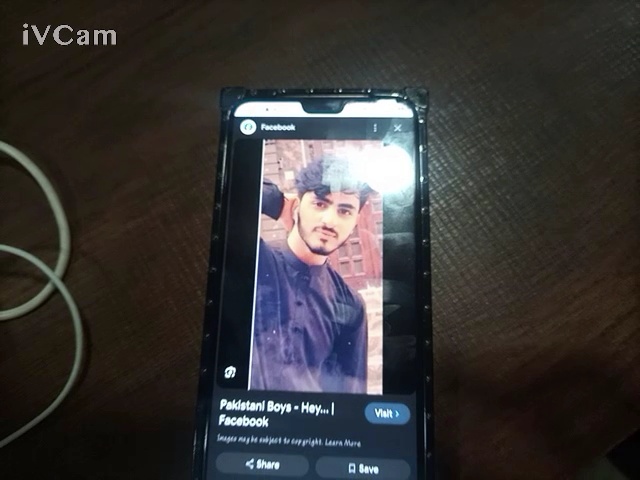 iVCam
Facebook
Pakistani Boys - Hey... |
Facebook
Visit >
Images may be subject to copyright. Learn More
Share
Save